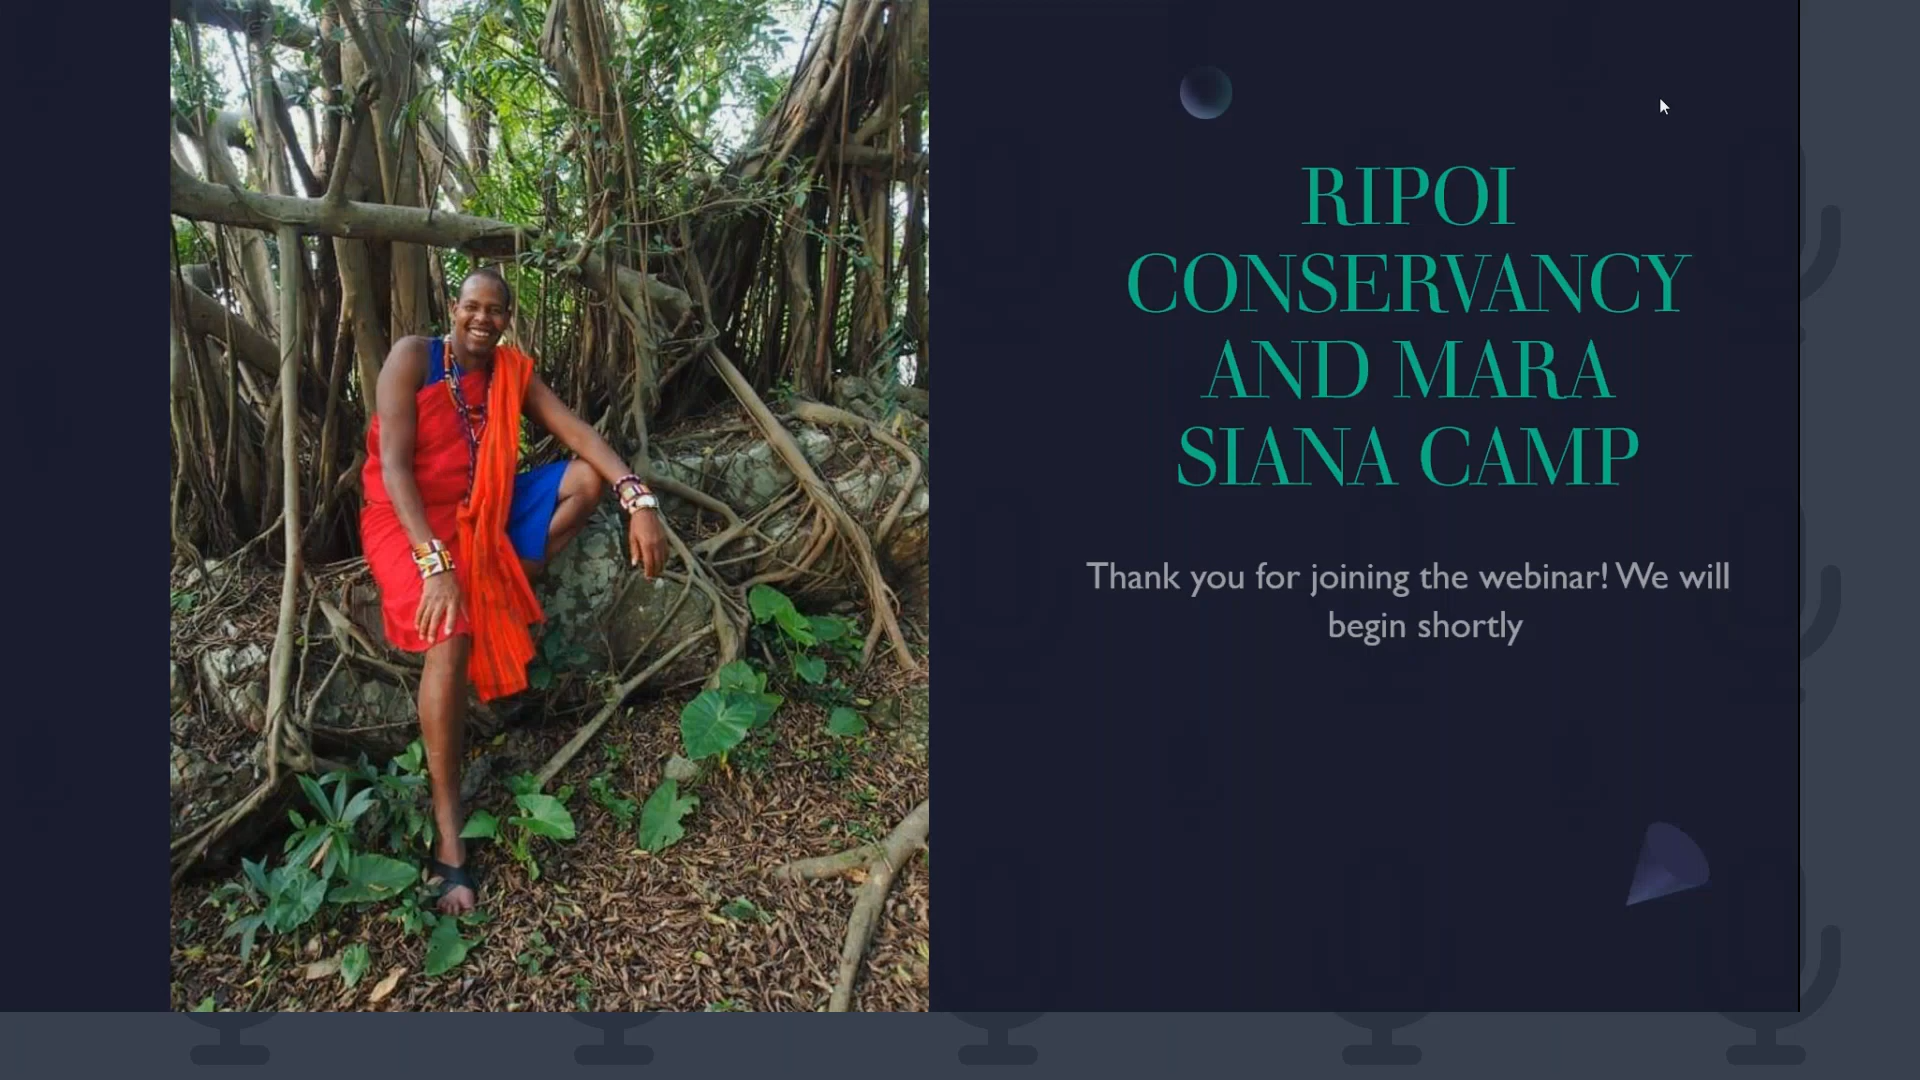 RIPOI
CONSERVANCY
AND MARA
SIANA CAMP
Thank you for joining the webinar! We will
begin shortly